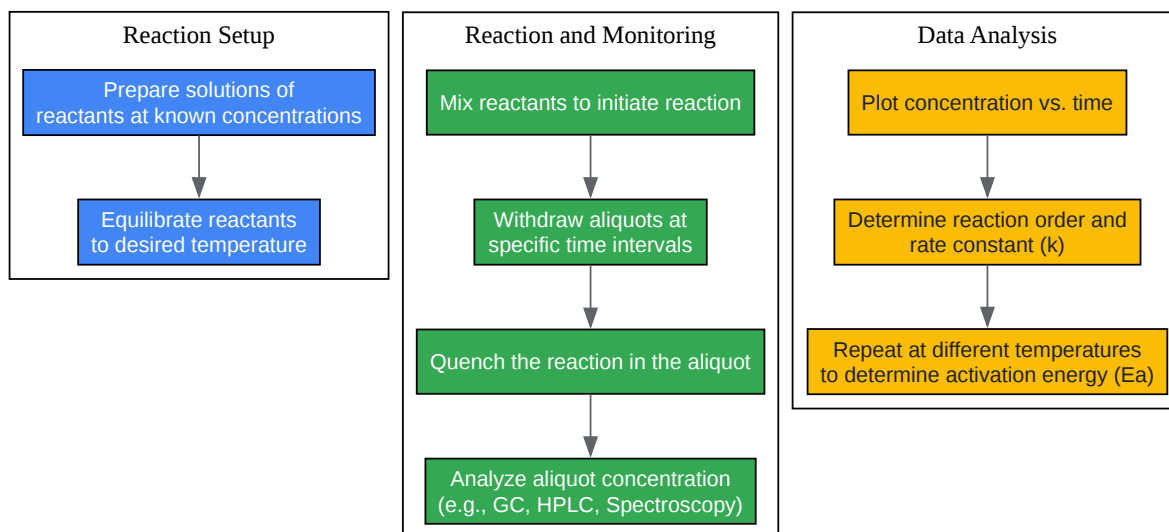 Reaction Setup
Prepare solutions of
reactants at known concentrations
Equilibrate reactants
to desired temperature
Reaction and Monitoring
Mix reactants to initiate reaction
Withdraw aliquots at
specific time intervals
Quench the reaction in the aliquot
Analyze aliquot concentration
(e.g., GC, HPLC, Spectroscopy)
Data Analysis
Plot concentration vs. time
Determine reaction order and
rate constant (k)
Repeat at different temperatures
to determine activation energy (Ea)